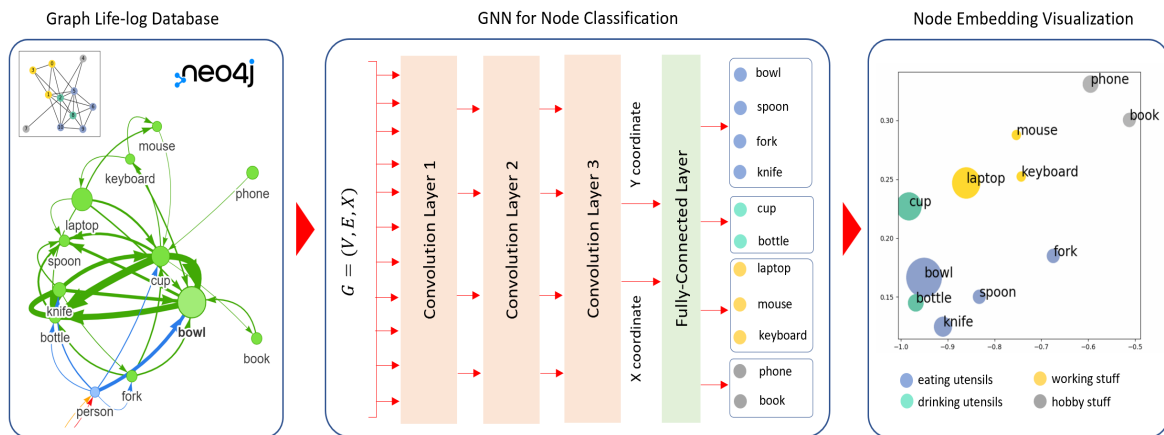 Graph Life-log Database
GNN for Node Classification
Node Embedding Visualization
neo4j
mouse
keyboard
phone
laptop
spoon
cup
knife
bottle
bowl
book
fork
person
G = (V, E, X)
Convolution Layer 1
Convolution Layer 2
Convolution Layer 3
Y coordinate
X coordinate
Fully-Connected Layer
bowl
spoon
fork
knife
cup
bottle
laptop
mouse
keyboard
phone
book
phone
book
mouse
keyboard
laptop
cup
fork
bowl
spoon
bottle
knife
0.30
0.25
0.20
0.15
−1.0 −0.9 −0.8 −0.7 −0.6 −0.5
eating utensils
working stuff
drinking utensils
hobby stuff